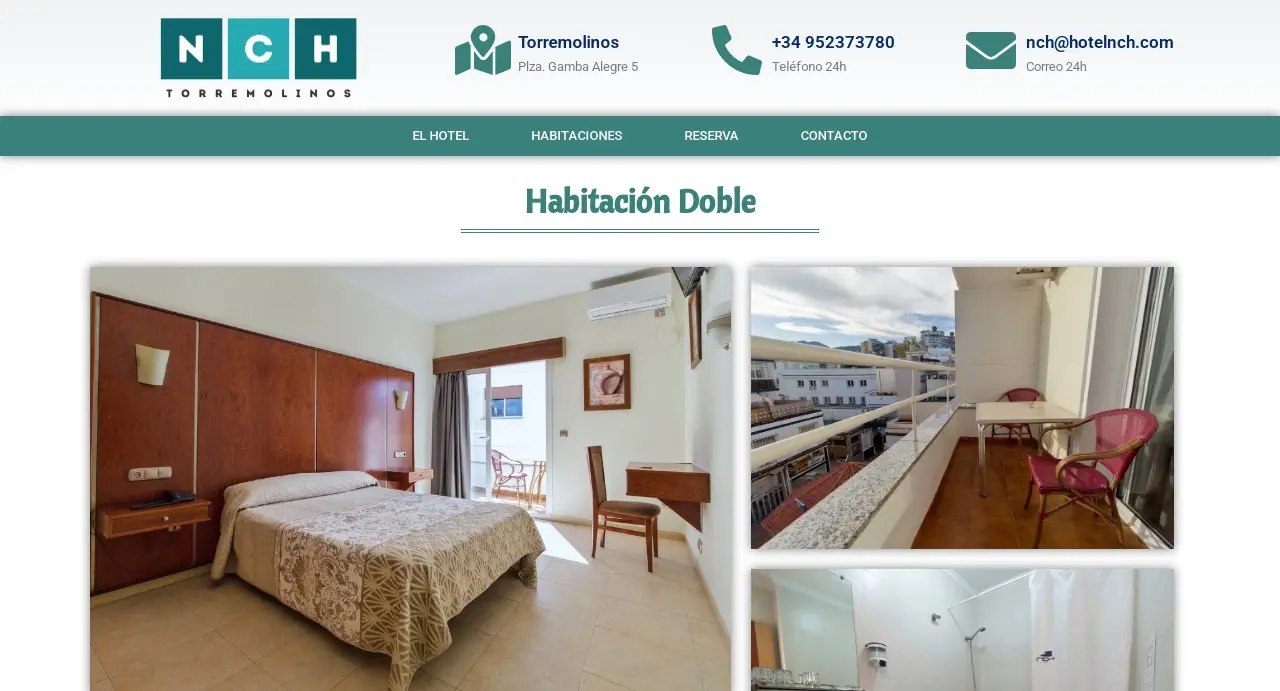 N C H
TORREMOLINOS
Torremolinos
Plza. Gamba Alegre 5
+34 952373780
Teléfono 24h
nch@hotelnch.com
Correo 24h
EL HOTEL
HABITACIONES
RESERVA
CONTACTO
Habitación Doble